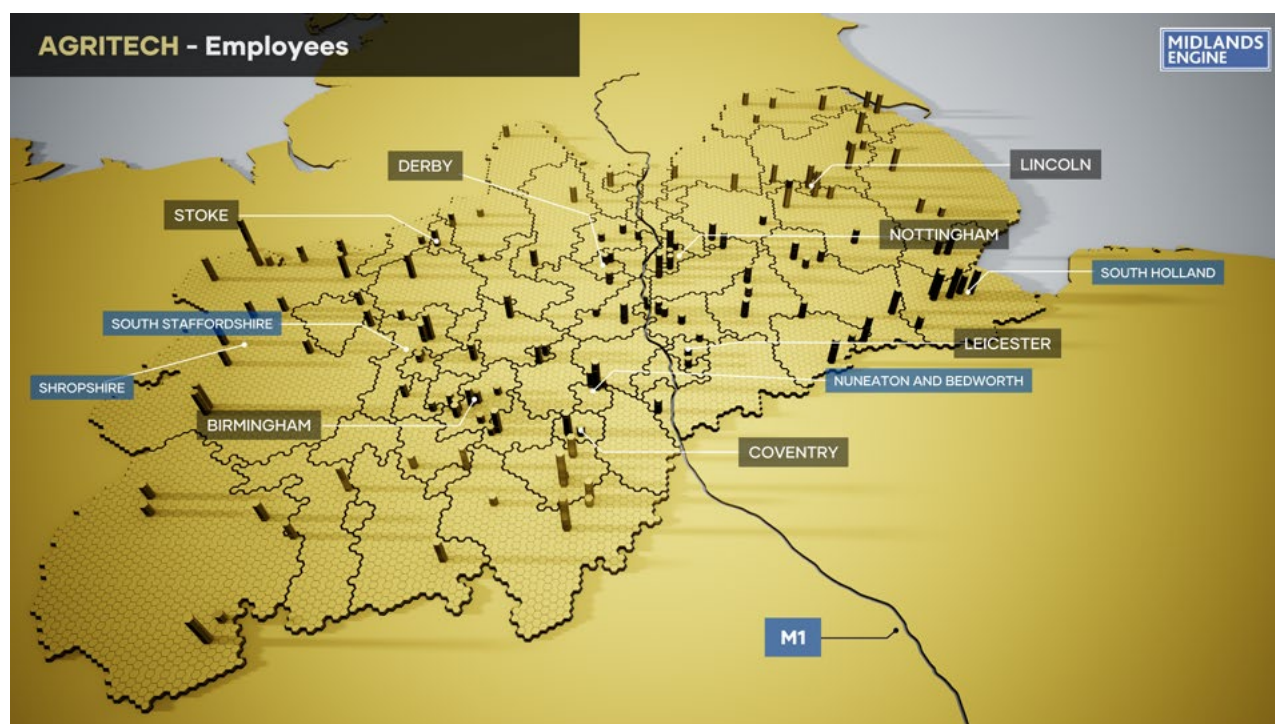 AGRITECH - Employees
MIDLANDS
ENGINE
DERBY
LINCOLN
STOKE
NOTTINGHAM
SOUTH HOLLAND
SOUTH STAFFORDSHIRE
LEICESTER
SHROPSHIRE
NUNEATON AND BEDWORTH
BIRMINGHAM
COVENTRY
M1